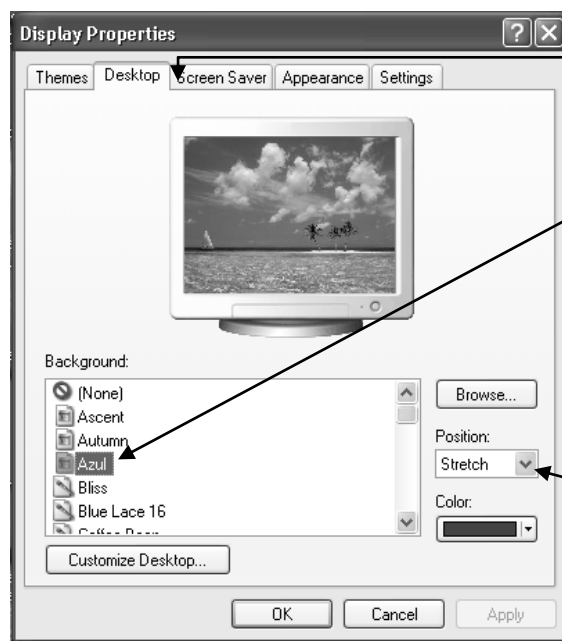 Display Properties
Themes Desktop Screen Saver Appearance Settings
Background:
(None)
Ascent
Autumn
Azul
Bliss
Blue Lace 16
Browse...
Position:
Stretch
Color:
Customize Desktop...
OK Cancel Apply